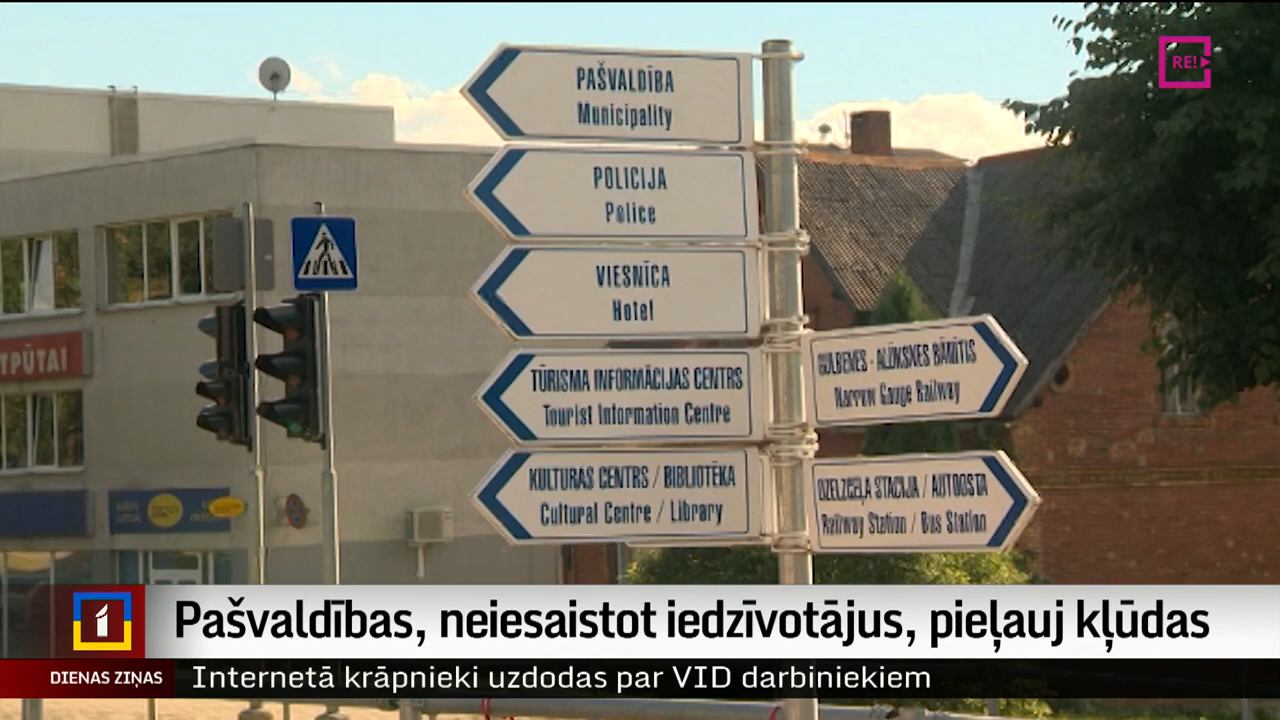 RE!
PAŠVALDĪBA
Municipality
POLICIJA
Police
VIESNĪCA
Hotel
TŪRISMA INFORMĀCIJAS CENTRS
Tourist Information Centre
KULTŪRAS CENTRS / BIBLIOTĒKA
Cultural Centre / Library
GULBENES - ALŪKSNES BĀNĪTIS
Narrow Gauge Railway
DZELZCEĻA STACIJA / AUTOOSTA
Railway Station / Bus Station
TPŪTAI
1
Pašvaldības, neiesaistot iedzīvotājus, pieļauj kļūdas
DIENAS ZIŅAS
Internetā krāpnieki uzdodas par VID darbiniekiem